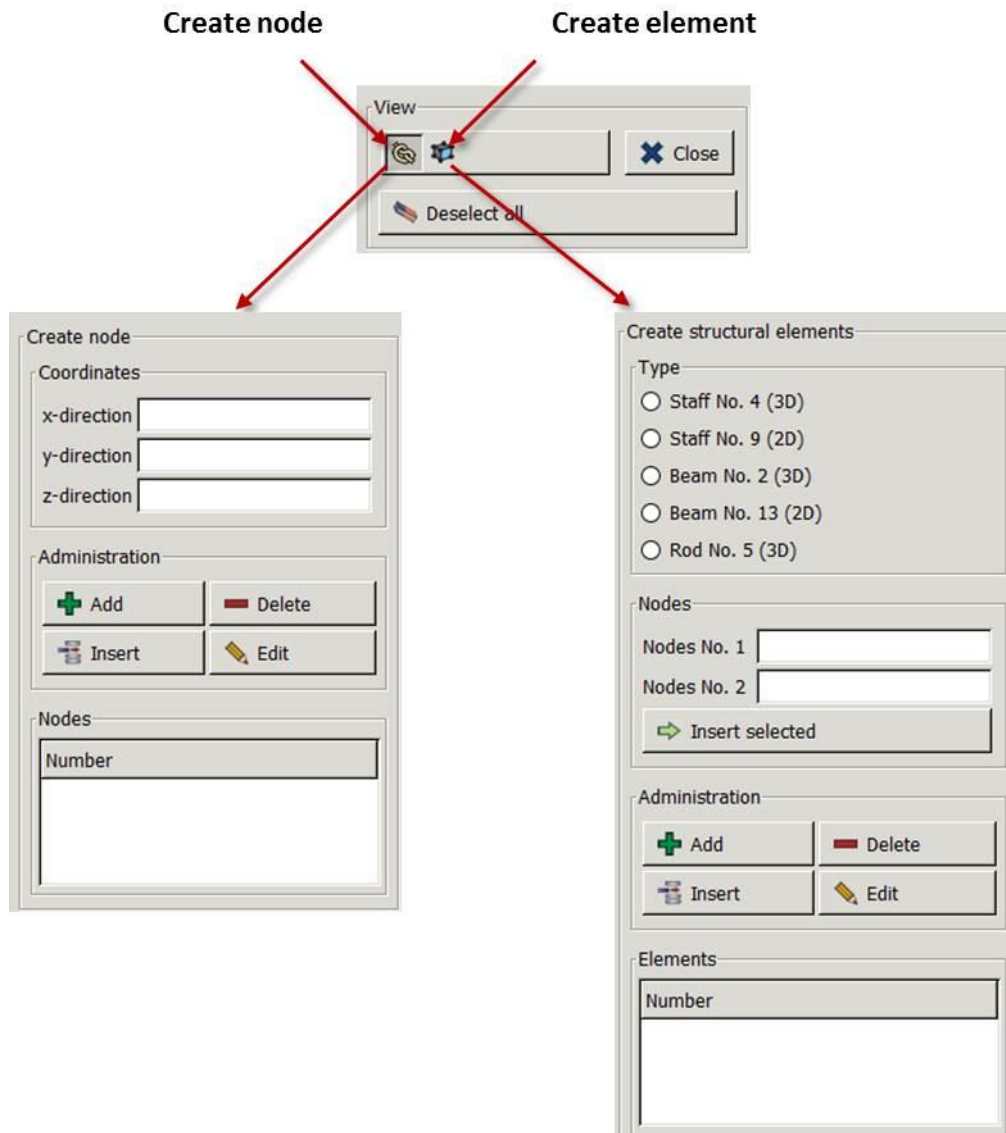 Create node
Create element
View
Close
Deselect all
Create node
Coordinates
x-direction
y-direction
z-direction
Administration
Add
Delete
Insert
Edit
Nodes
Number
Create structural elements
Type
Staff No. 4 (3D)
Staff No. 9 (2D)
Beam No. 2 (3D)
Beam No. 13 (2D)
Rod No. 5 (3D)
Nodes
Nodes No. 1
Nodes No. 2
Insert selected
Administration
Add
Delete
Insert
Edit
Elements
Number